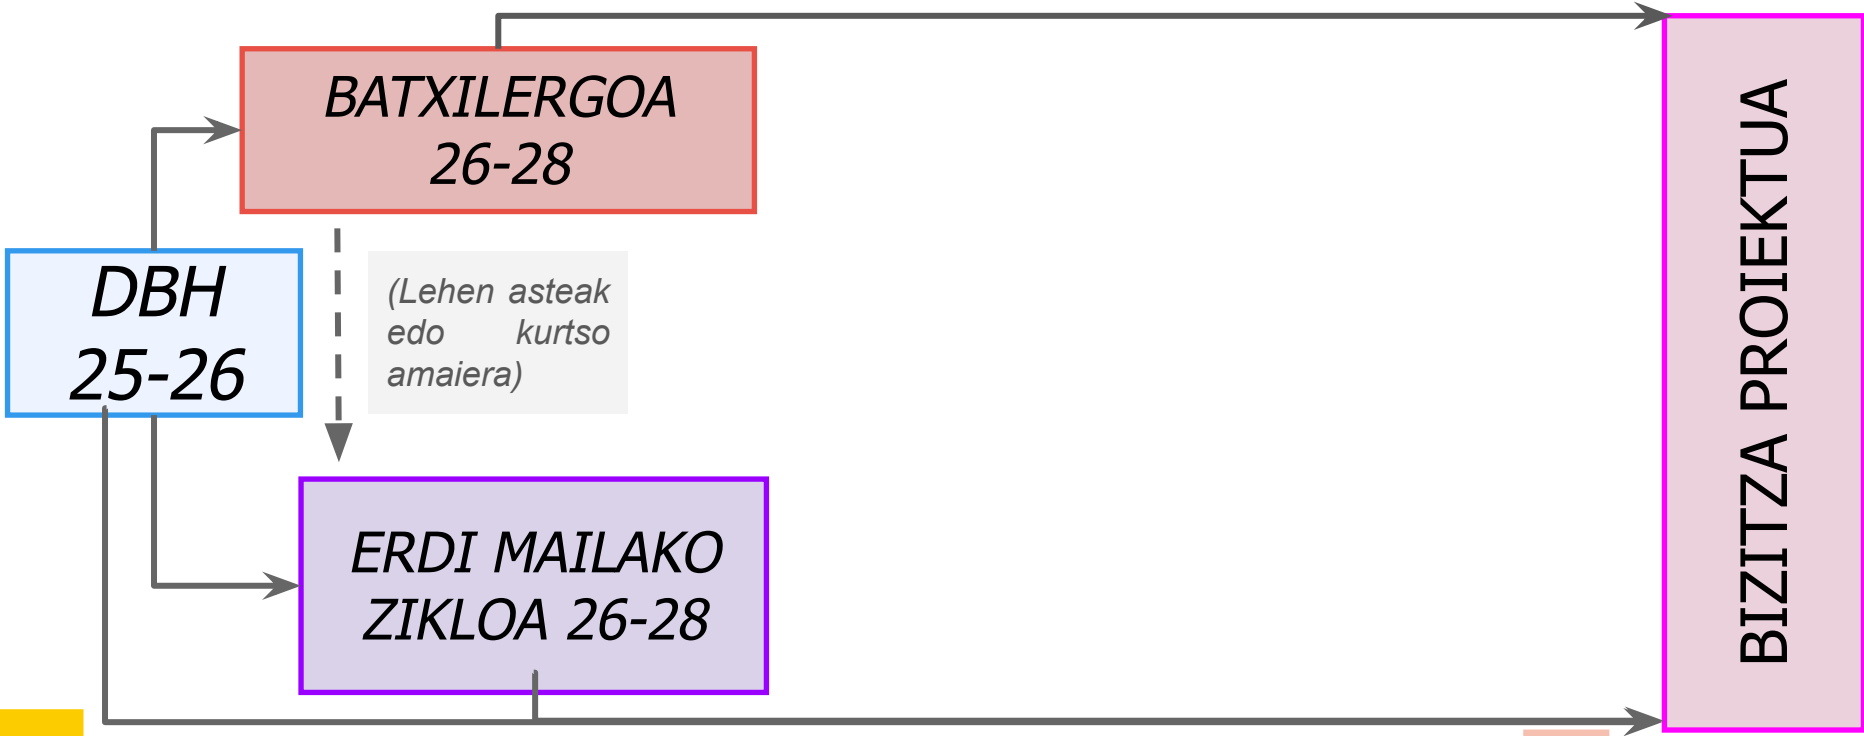 BATXILERGOA
26-28
DBH
25-26
(Lehen asteak
edo kurtso
amaiera)
ERDI MAILAKO
ZIKLOA 26-28
BIZITZA PROIEKTUA